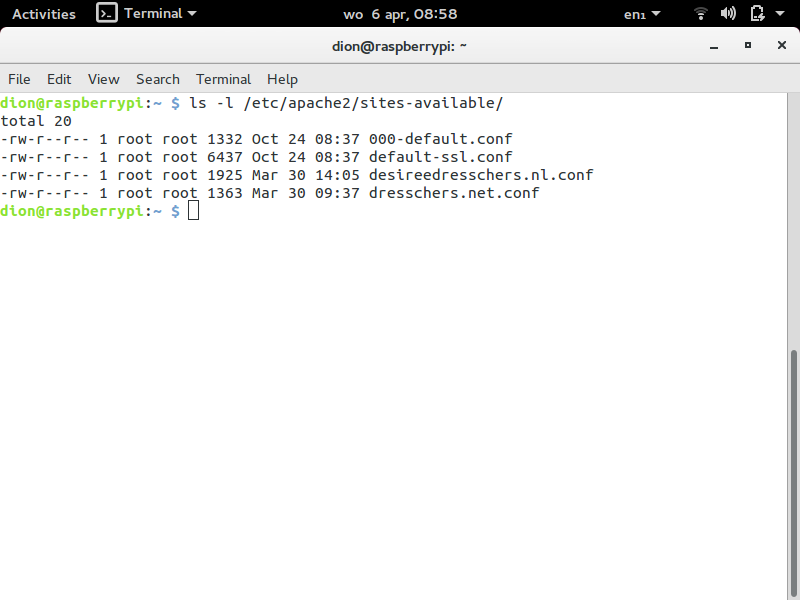 Activities Terminal wo 6 apr, 08:58 en₁
dion@raspberrypi: ~
File Edit View Search Terminal Help
dion@raspberrypi:~ $ ls -l /etc/apache2/sites-available/
total 20
-rw-r--r-- 1 root root 1332 Oct 24 08:37 000-default.conf
-rw-r--r-- 1 root root 6437 Oct 24 08:37 default-ssl.conf
-rw-r--r-- 1 root root 1925 Mar 30 14:05 desireedresschers.nl.conf
-rw-r--r-- 1 root root 1363 Mar 30 09:37 dresschers.net.conf
dion@raspberrypi:~ $